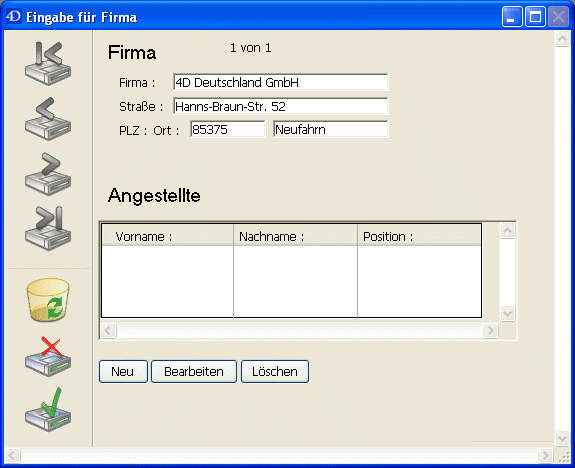 4D Eingabe für Firma
Firma
1 von 1
Firma : 4D Deutschland GmbH
Straße : Hanns-Braun-Str. 52
PLZ : Ort : 85375 Neufahrn
Angestellte
Vorname : Nachname : Position :
Neu Bearbeiten Löschen